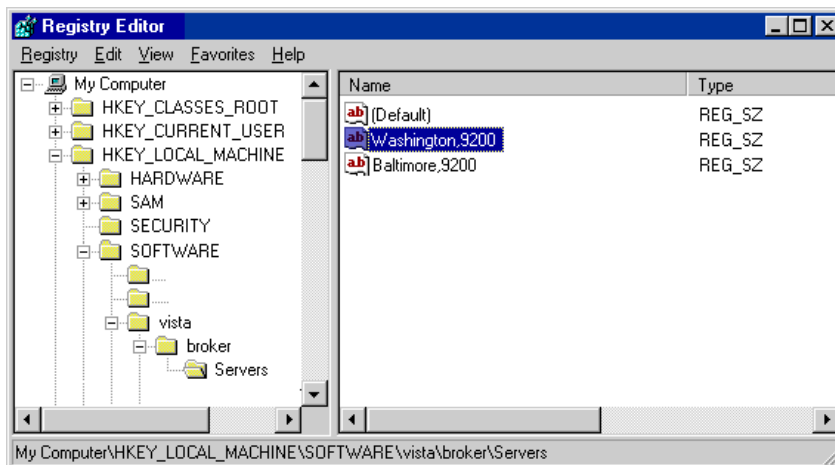 Registry Editor
Registry Edit View Favorites Help
My Computer
HKEY_CLASSES_ROOT
HKEY_CURRENT_USER
HKEY_LOCAL_MACHINE
HARDWARE
SAM
SECURITY
SOFTWARE
.....
.....
vista
broker
Servers
Name Type
(Default) REG_SZ
Washington,9200 REG_SZ
Baltimore,9200 REG_SZ
My Computer\HKEY_LOCAL_MACHINE\SOFTWARE\vista\broker\Servers